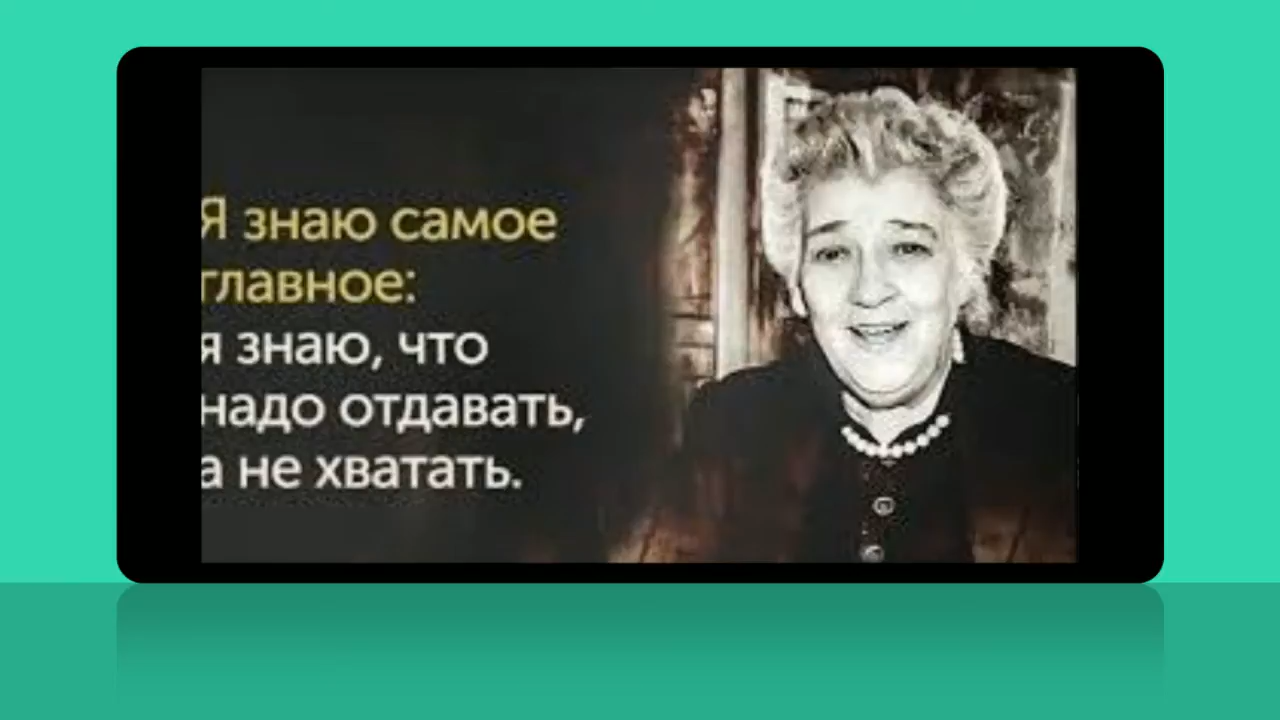 Я знаю самое
главное:
я знаю, что
надо отдавать,
а не хватать.